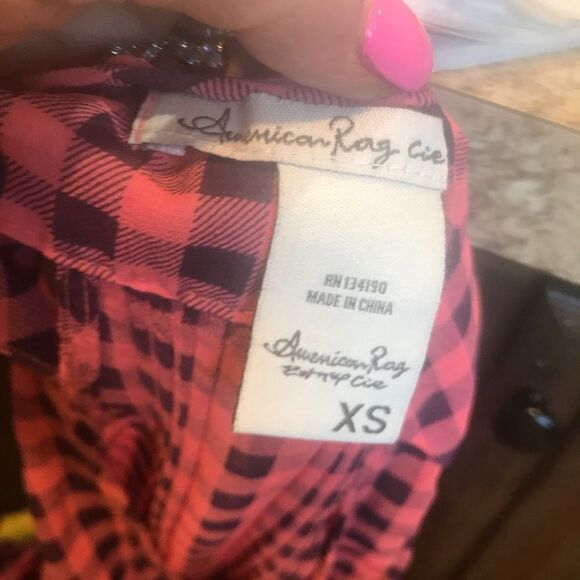 American Rag Cie
RN 134190
MADE IN CHINA
American Rag
Cie
XS